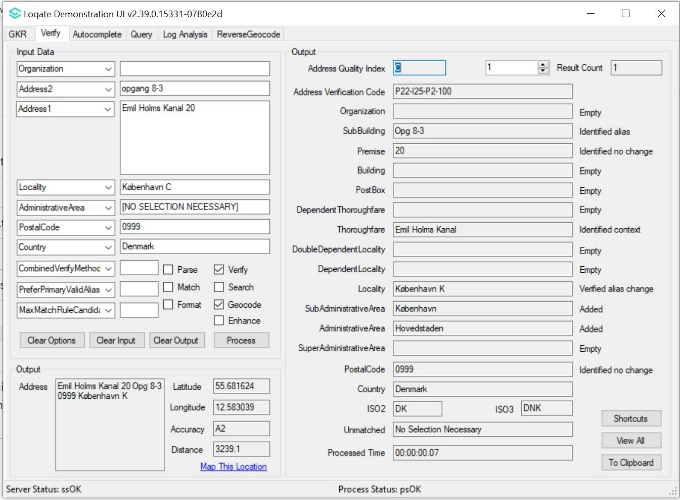 Loqate Demonstration UI v2.39.0.15331-0780e2d
GKR Verify Autocomplete Query Log Analysis ReverseGeocode
Input Data
Organization
Address2 opgang 8-3
Address1 Emil Holms Kanal 20
Locality København C
AdministrativeArea [NO SELECTION NECESSARY]
PostalCode 0999
Country Denmark
CombinedVerifyMethoc Parse Verify
PreferPrimaryValidAlias Match Search
MaxMatchRuleCandida Format Geocode
Enhance
Clear Options Clear Input Clear Output Process
Output
Address Emil Holms Kanal 20 Opg 8-3
0999 København K
Latitude 55.681624
Longitude 12.583039
Accuracy A2
Distance 3239.1
Map This Location
Output
Address Quality Index C 1 Result Count 1
Address Verification Code P22-I25-P2-100
Organization Empty
SubBuilding Opg 8-3 Identified alias
Premise 20 Identified no change
Building Empty
PostBox Empty
DependentThoroughfare Empty
Thoroughfare Emil Holms Kanal Identified context
DoubleDependentLocality Empty
DependentLocality Empty
Locality København K Verified alias change
SubAdministrativeArea København Added
AdministrativeArea Hovedstaden Added
SuperAdministrativeArea Empty
PostalCode 0999 Identified no change
Country Denmark
ISO2 DK ISO3 DNK
Unmatched No Selection Necessary
Processed Time 00:00:00.07
Shortcuts
View All
To Clipboard
Server Status: ssOK Process Status: psOK